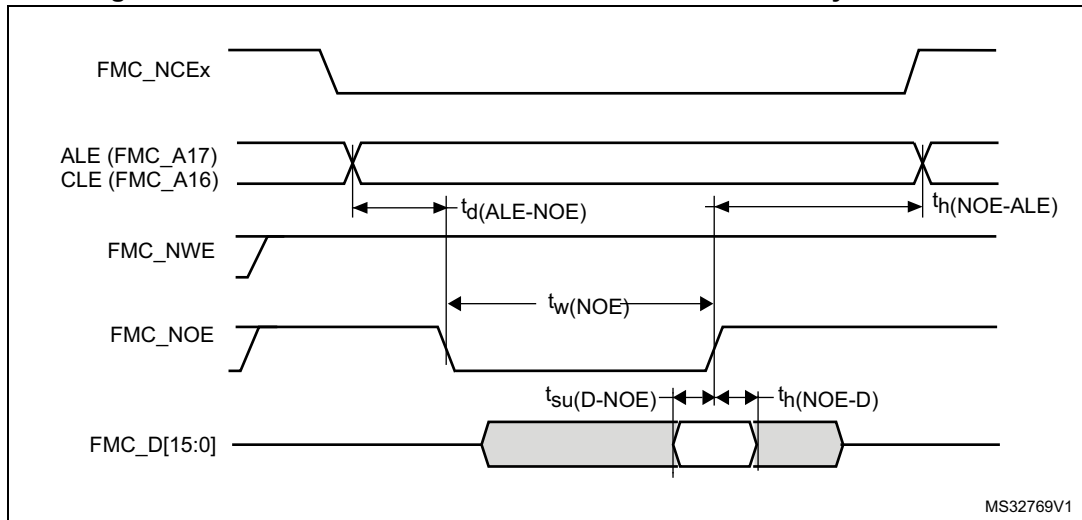 FMC_NCEx
ALE (FMC_A17)
CLE (FMC_A16)
td(ALE-NOE)
th(NOE-ALE)
FMC_NWE
tw(NOE)
FMC_NOE
tsu(D-NOE)
th(NOE-D)
FMC_D[15:0]
MS32769V1